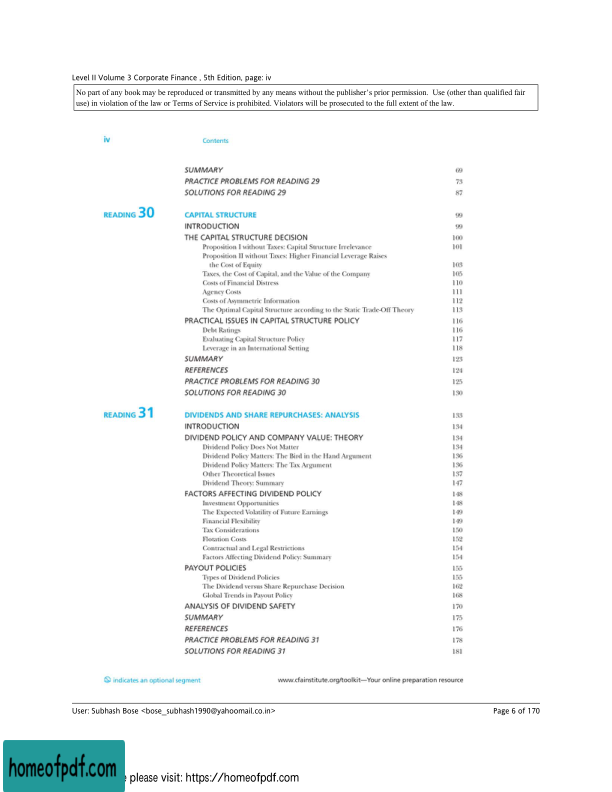 Level II Volume 3 Corporate Finance , 5th Edition, page: iv
No part of any book may be reproduced or transmitted by any means without the publisher's prior permission. Use (other than qualified fair
use) in violation of the law or Terms of Service is prohibited. Violators will be prosecuted to the full extent of the law.
iv Contents
SUMMARY 69
PRACTICE PROBLEMS FOR READING 29 73
SOLUTIONS FOR READING 29 87
READING 30 CAPITAL STRUCTURE 99
INTRODUCTION 99
THE CAPITAL STRUCTURE DECISION 100
Proposition I without Taxes: Capital Structure Irrelevance 101
Proposition II without Taxes: Higher Financial Leverage Raises
the Cost of Equity 103
Taxes, the Cost of Capital, and the Value of the Company 105
Costs of Financial Distress 110
Agency Costs 111
Costs of Asymmetric Information 112
The Optimal Capital Structure according to the Static Trade-Off Theory 113
PRACTICAL ISSUES IN CAPITAL STRUCTURE POLICY 116
Debt Ratings 116
Evaluating Capital Structure Policy 117
Leverage in an International Setting 118
SUMMARY 123
REFERENCES 124
PRACTICE PROBLEMS FOR READING 30 125
SOLUTIONS FOR READING 30 130
READING 31 DIVIDENDS AND SHARE REPURCHASES: ANALYSIS 133
INTRODUCTION 134
DIVIDEND POLICY AND COMPANY VALUE: THEORY 134
Dividend Policy Does Not Matter 134
Dividend Policy Matters: The Bird in the Hand Argument 136
Dividend Policy Matters: The Tax Argument 136
Other Theoretical Issues 137
Dividend Theory: Summary 147
FACTORS AFFECTING DIVIDEND POLICY 148
Investment Opportunities 148
The Expected Volatility of Future Earnings 149
Financial Flexibility 149
Tax Considerations 150
Flotation Costs 152
Contractual and Legal Restrictions 154
Factors Affecting Dividend Policy: Summary 154
PAYOUT POLICIES 155
Types of Dividend Policies 155
The Dividend versus Share Repurchase Decision 162
Global Trends in Payout Policy 168
ANALYSIS OF DIVIDEND SAFETY 170
SUMMARY 175
REFERENCES 176
PRACTICE PROBLEMS FOR READING 31 178
SOLUTIONS FOR READING 31 181
indicates an optional segment www.cfainstitute.org/toolkit—Your online preparation resource
User: Subhash Bose <bose_subhash1990@yahoomail.co.in> Page 6 of 170
homeofpdf.com
please visit: https://homeofpdf.com